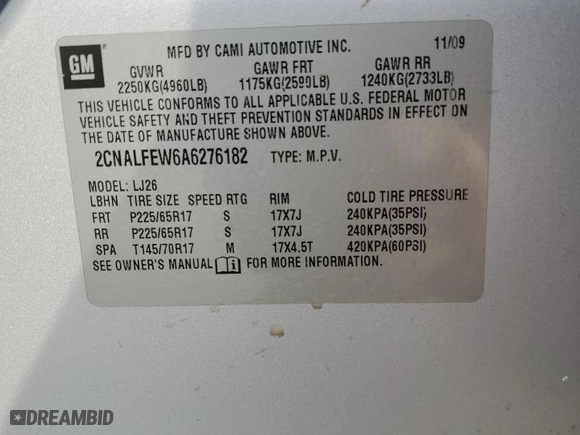 GM
MFD BY CAMI AUTOMOTIVE INC. 11/09
GVWR GAWR FRT GAWR RR
2250KG(4960LB) 1175KG(2590LB) 1240KG(2733LB)
THIS VEHICLE CONFORMS TO ALL APPLICABLE U.S. FEDERAL MOTOR
VEHICLE SAFETY AND THEFT PREVENTION STANDARDS IN EFFECT ON
THE DATE OF MANUFACTURE SHOWN ABOVE.
2CNALFEW6A6276182 TYPE: M.P.V.
MODEL: LJ26
LBHN TIRE SIZE SPEED RTG RIM COLD TIRE PRESSURE
FRT P225/65R17 S 17X7J 240KPA(35PSI)
RR P225/65R17 S 17X7J 240KPA(35PSI)
SPA T145/70R17 M 17X4.5T 420KPA(60PSI)
SEE OWNER'S MANUAL i FOR MORE INFORMATION.
DREAMBID